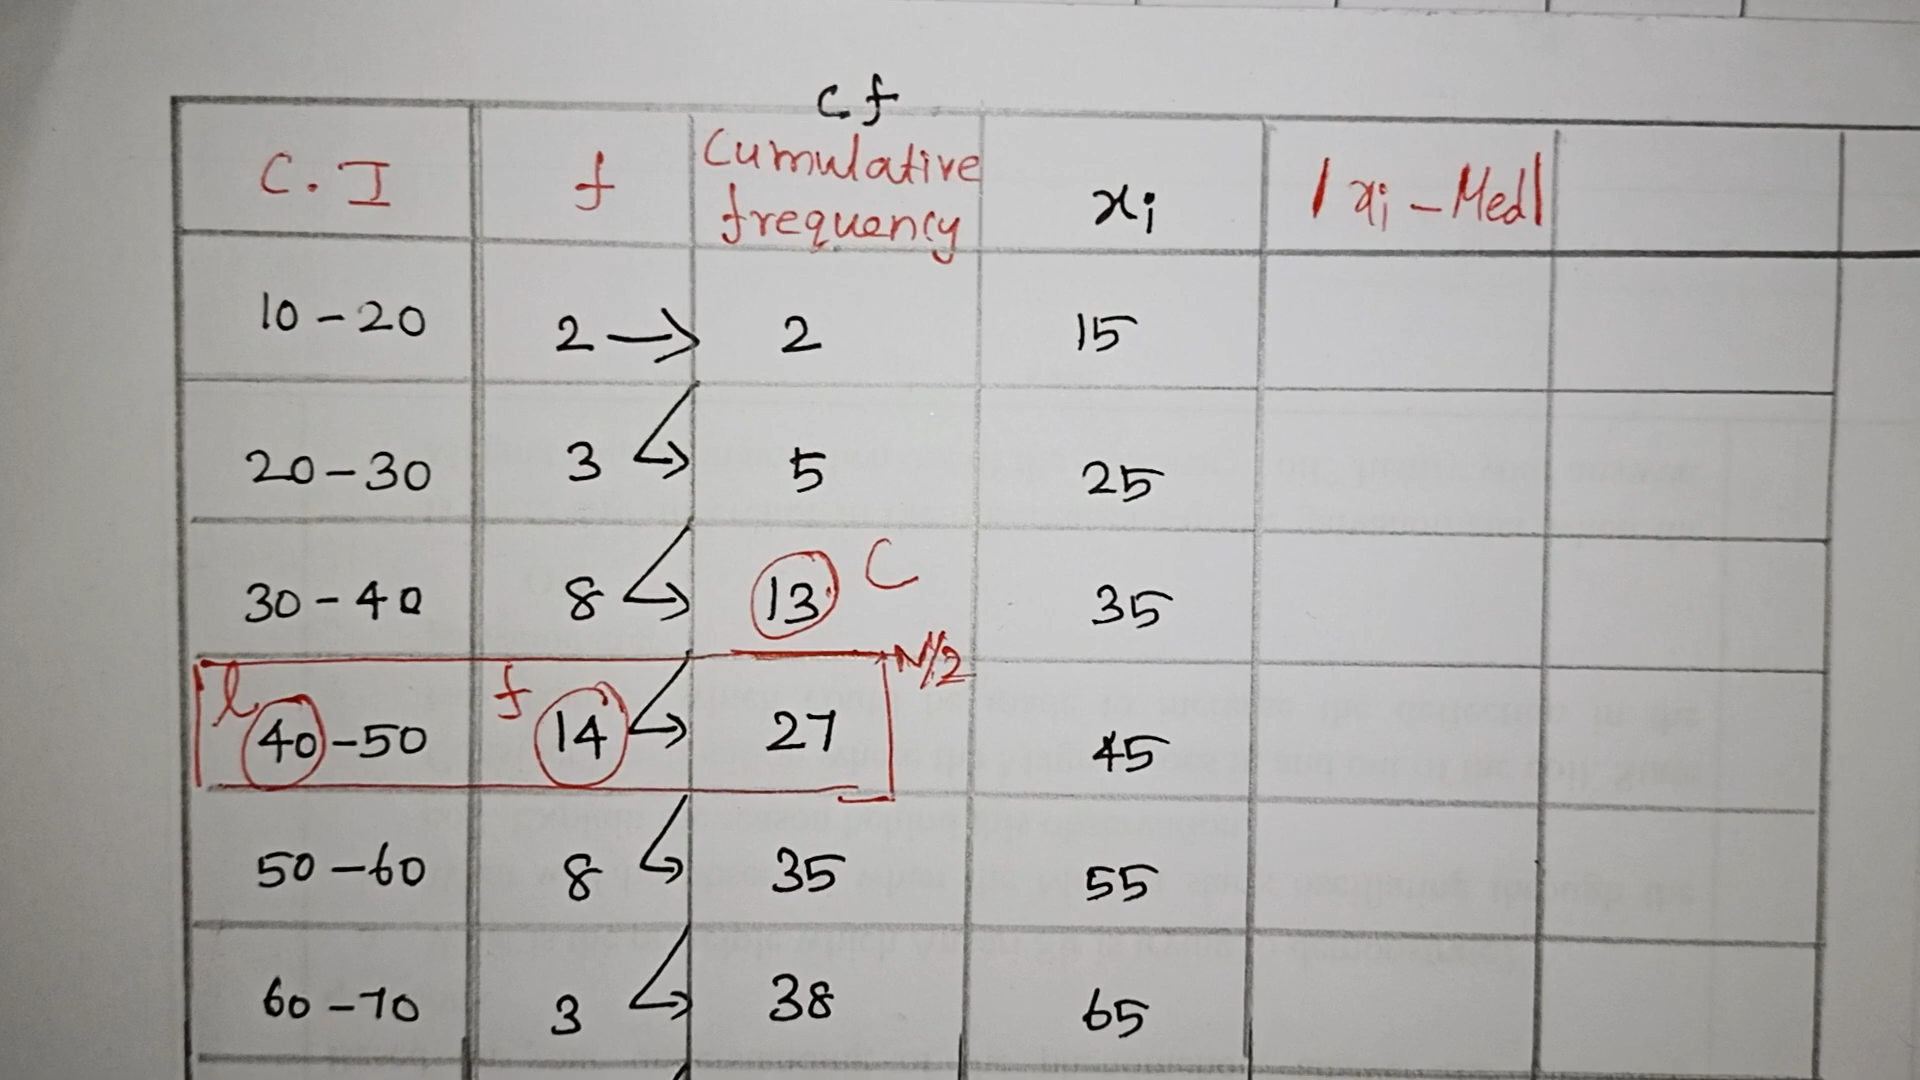 cf
C.I f Cumulative frequency xi |xi - Med|
10-20 2 → 2 15
20-30 3 5 25
30-40 8 13 C 35
N/2
l 40-50 f 14 27 45
50-60 8 35 55
60-70 3 38 65